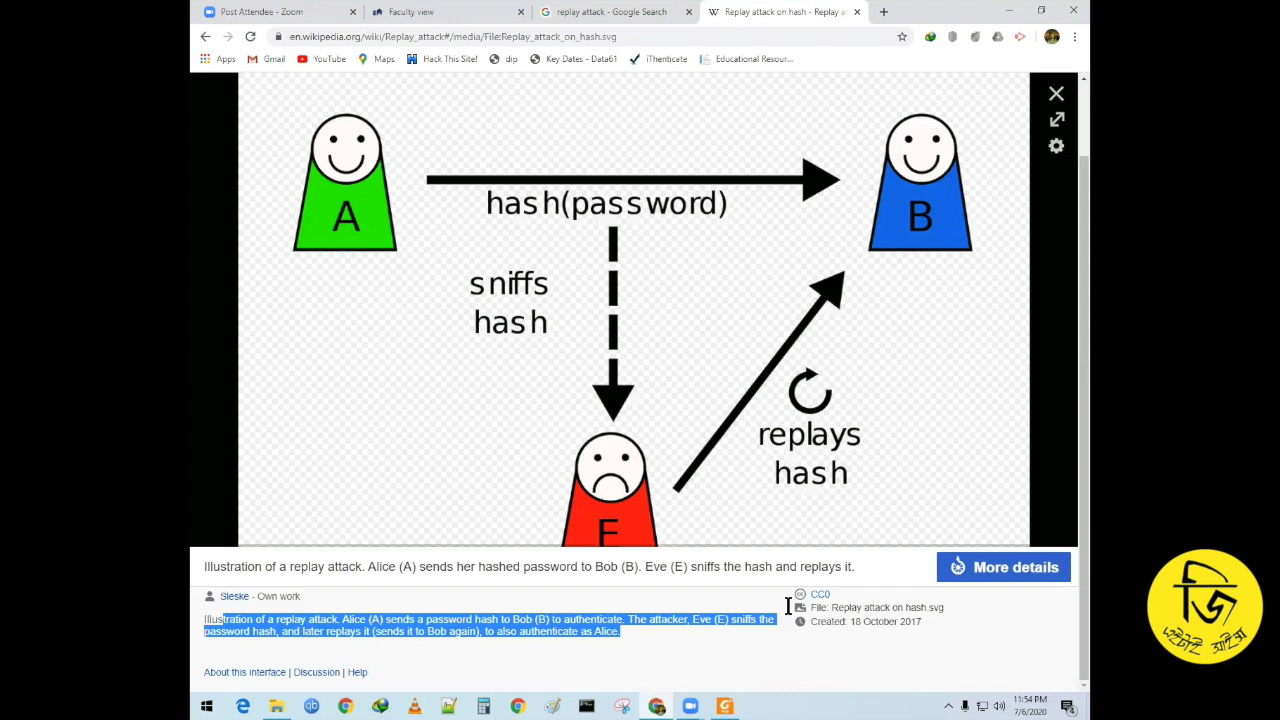 Post Attendee - Zoom
Faculty view
replay attack - Google Search
Replay attack on hash - Replay a
en.wikipedia.org/wiki/Replay_attack#/media/File:Replay_attack_on_hash.svg
Apps Gmail YouTube Maps Hack This Site! dip Key Dates - Data61 iThenticate Educational Resour...
A
hash(password)
B
sniffs
hash
replays
hash
E
Illustration of a replay attack. Alice (A) sends her hashed password to Bob (B). Eve (E) sniffs the hash and replays it.
More details
Sleske - Own work
Illustration of a replay attack. Alice (A) sends a password hash to Bob (B) to authenticate. The attacker, Eve (E) sniffs the
password hash, and later replays it (sends it to Bob again), to also authenticate as Alice.
CC0
File: Replay attack on hash.svg
Created: 18 October 2017
About this interface | Discussion | Help
11:54 PM
7/6/2020
4